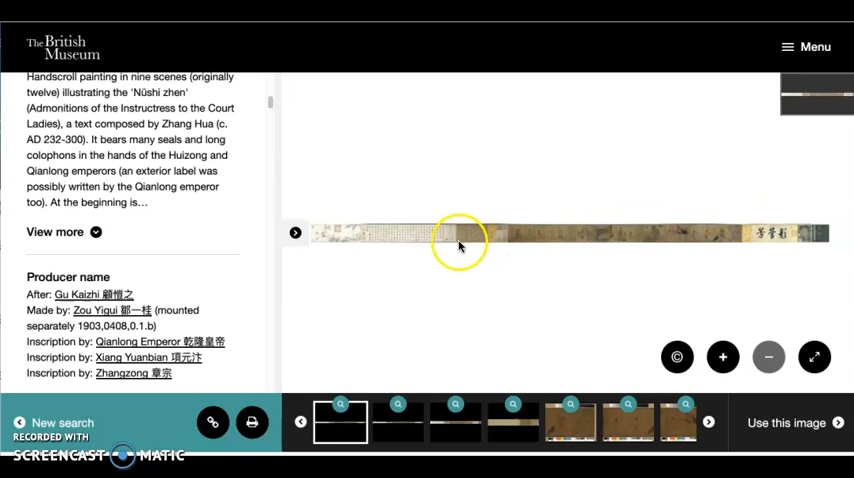 The British
Museum
Menu
Handscroll painting in nine scenes (originally
twelve) illustrating the 'Nüshi zhen'
(Admonitions of the Instructress to the Court
Ladies), a text composed by Zhang Hua (c.
AD 232-300). It bears many seals and long
colophons in the hands of the Huizong and
Qianlong emperors (an exterior label was
possibly written by the Qianlong emperor
too). At the beginning is…
View more
Producer name
After: Gu Kaizhi 顧愷之
Made by: Zou Yigui 鄒一桂 (mounted
separately 1903,0408,0.1.b)
Inscription by: Qianlong Emperor 乾隆皇帝
Inscription by: Xiang Yuanbian 項元汴
Inscription by: Zhangzong 章宗
New search
Use this image
RECORDED WITH
SCREENCAST MATIC